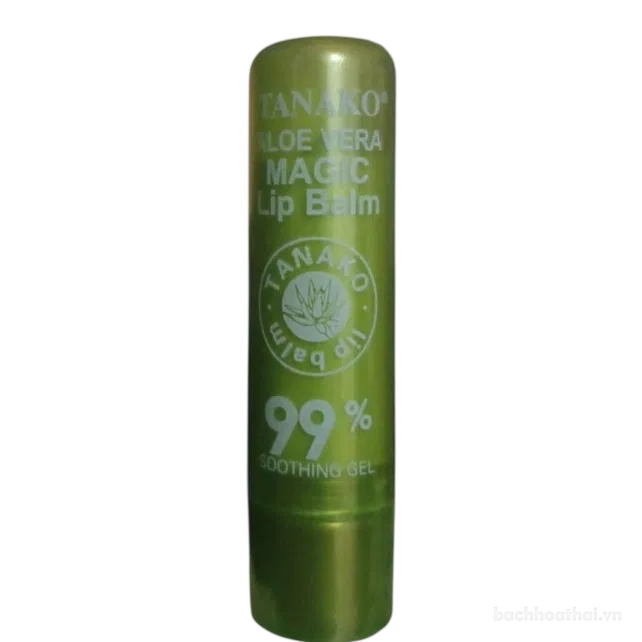 TANAKO®
ALOE VERA
MAGIC
Lip Balm
TANAKO
lip balm
99%
SOOTHING GEL
bachhoathai.vn